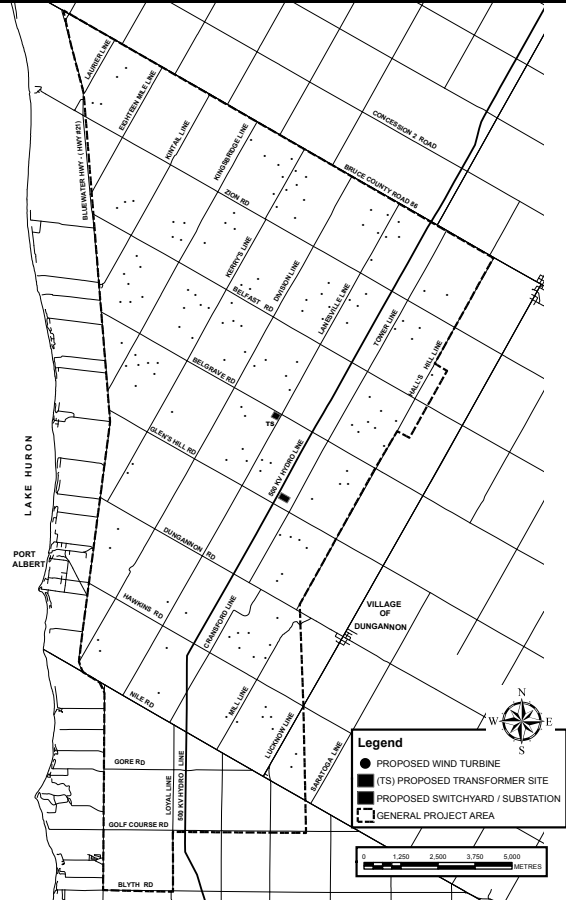 LAURIER LINE
EIGHTEEN MILE LINE
KINTAIL LINE
KINGSBRIDGE LINE
CONCESSION 2 ROAD
BRUCE COUNTY ROAD 86
BLUEWATER HWY - ( HWY #21)
ZION RD
KERRY'S LINE
DIVISION LINE
BELFAST RD
LANESVILLE LINE
TOWER LINE
HALL'S HILL LINE
BELGRAVE RD
TS
GLEN'S HILL RD
500 KV HYDRO LINE
LAKE HURON
DUNGANNON RD
PORT
ALBERT
HAWKINS RD
CRANSFORD LINE
VILLAGE
OF
DUNGANNON
NILE RD
MILL LINE
LUCKNOW LINE
SARATOGA LINE
GORE RD
LOYAL LINE
500 KV HYDRO LINE
GOLF COURSE RD
BLYTH RD
N
W
E
S
Legend
PROPOSED WIND TURBINE
(TS) PROPOSED TRANSFORMER SITE
PROPOSED SWITCHYARD / SUBSTATION
GENERAL PROJECT AREA
0 1,250 2,500 3,750 5,000
METRES